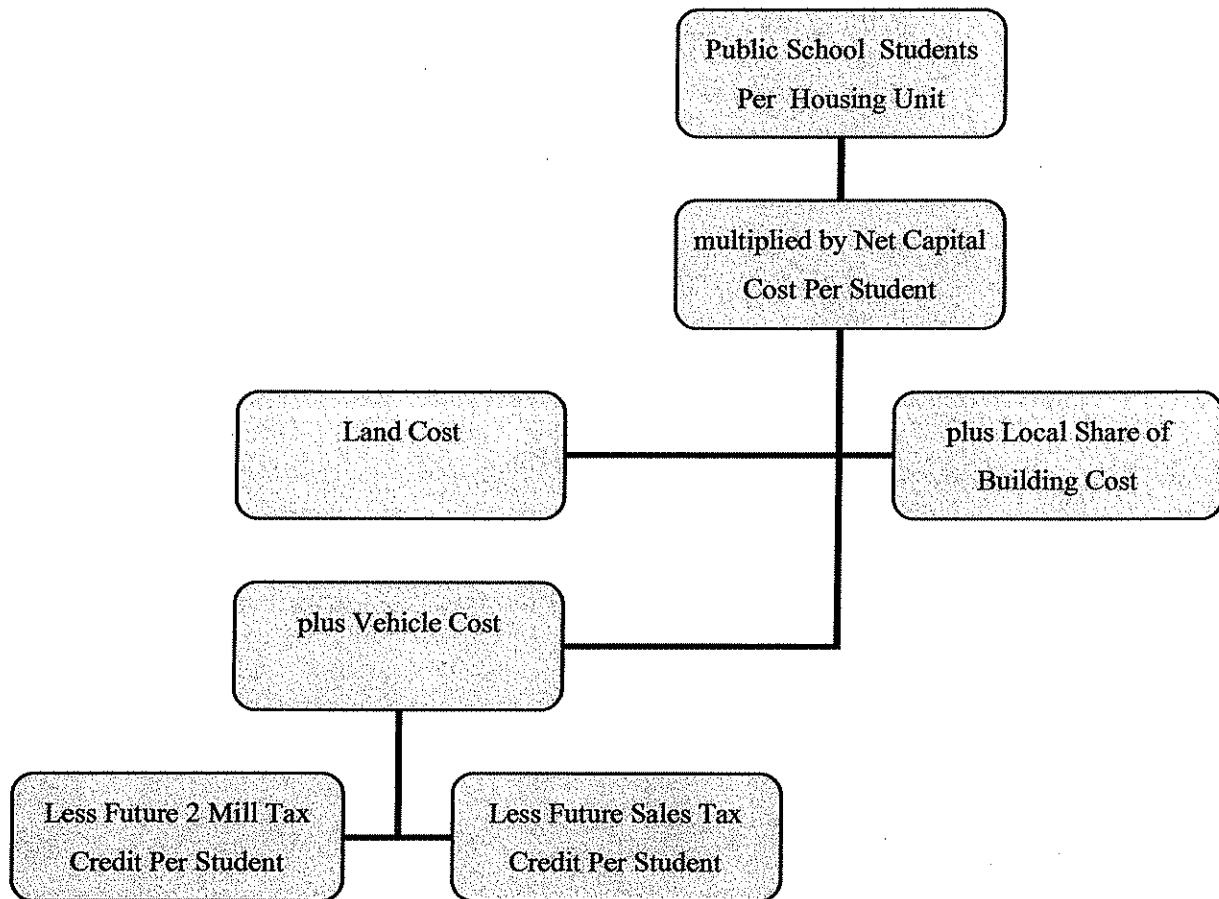 Public School Students
Per Housing Unit
multiplied by Net Capital
Cost Per Student
Land Cost
plus Local Share of
Building Cost
plus Vehicle Cost
Less Future 2 Mill Tax
Credit Per Student
Less Future Sales Tax
Credit Per Student